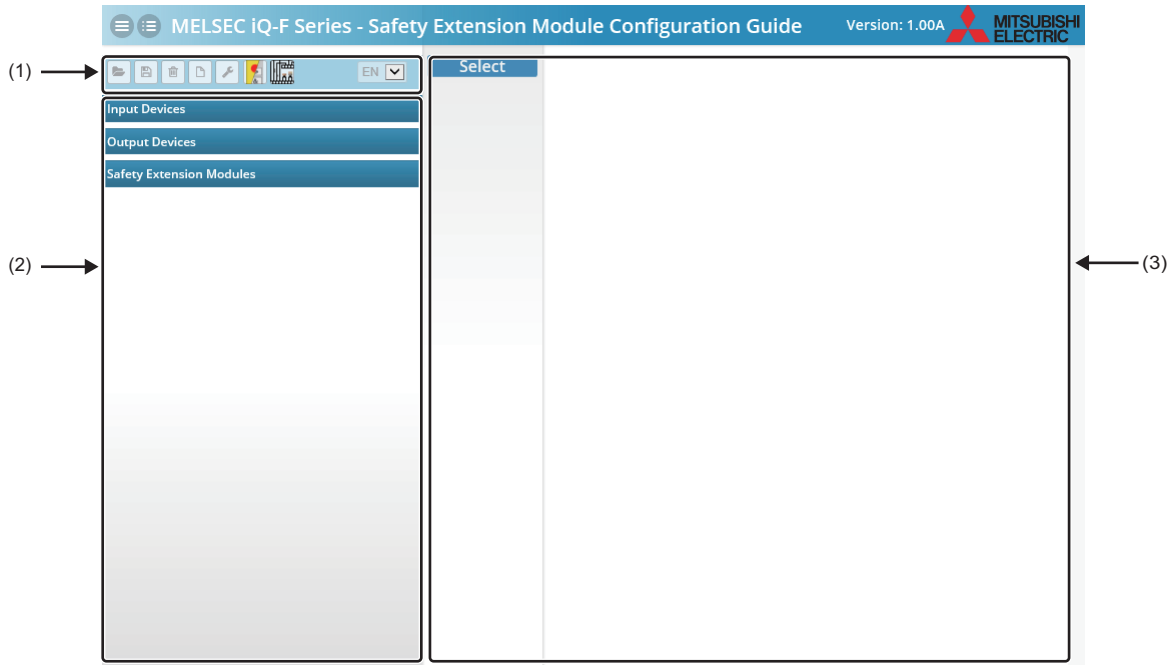 MELSEC iQ-F Series - Safety Extension Module Configuration Guide
Version: 1.00A
MITSUBISHI
ELECTRIC
(1)
EN
Select
Input Devices
Output Devices
Safety Extension Modules
(2)
(3)